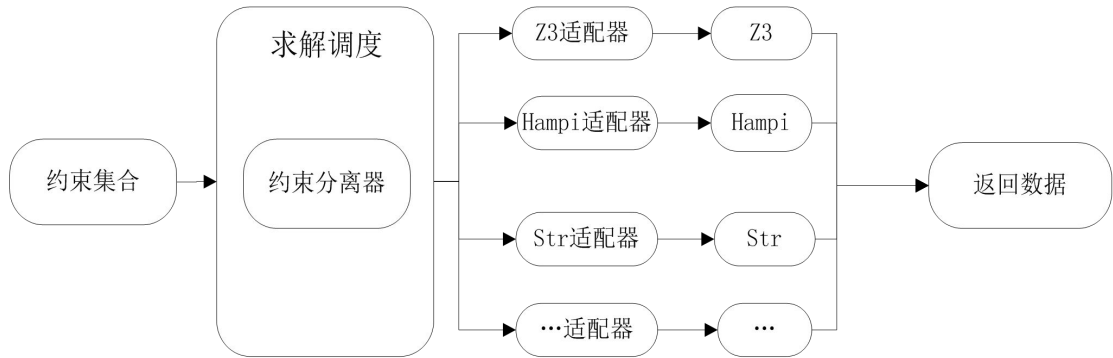 求解调度
约束集合
约束分离器
Z3适配器
Z3
Hampi适配器
Hampi
Str适配器
Str
…适配器
…
返回数据